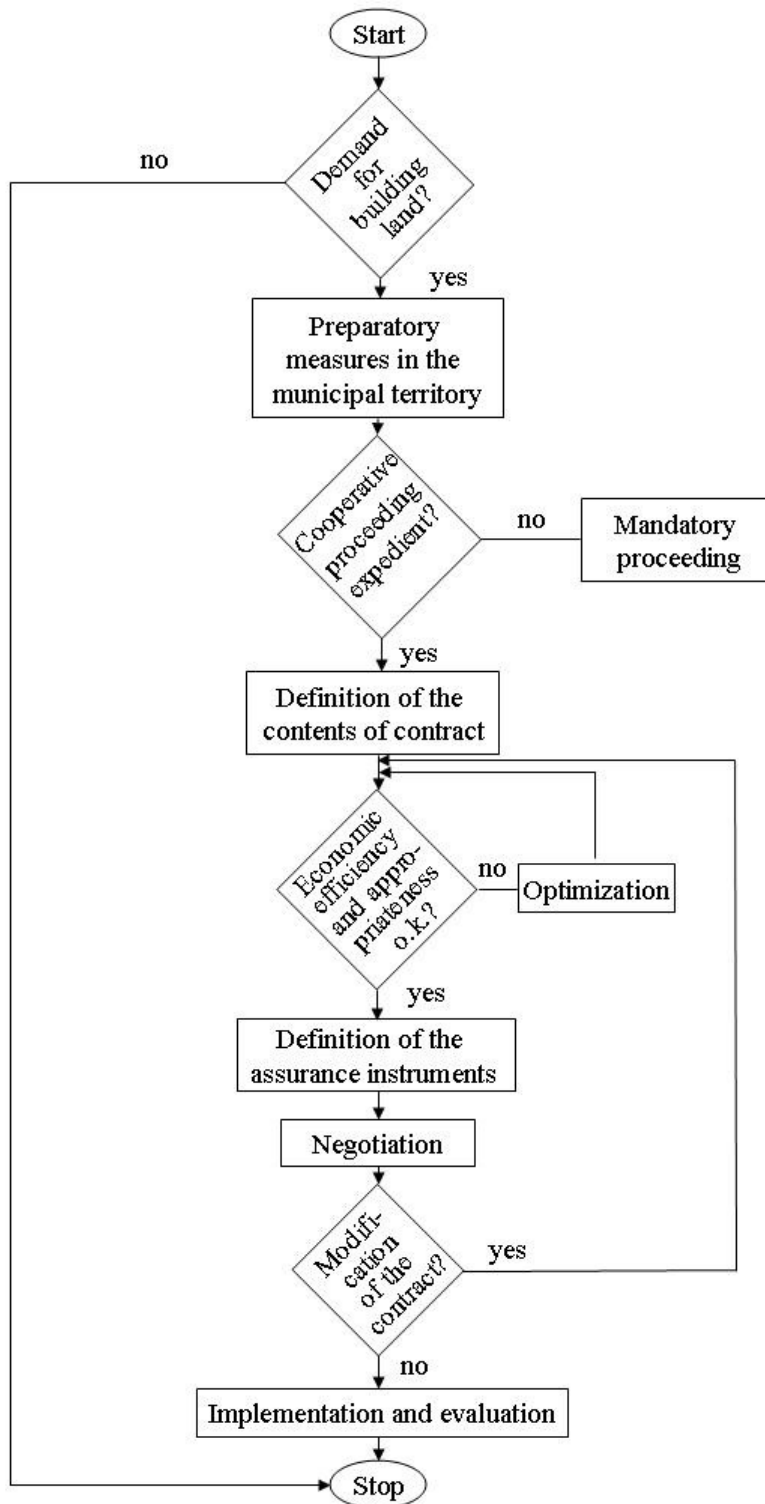 Start
no
Demand
for
building
land?
yes
Preparatory
measures in the
municipal territory
Cooperative
proceeding
expedient?
no
Mandatory
proceeding
yes
Definition of the
contents of contract
Economic
efficiency
and appro-
priateness
o.k.?
no
Optimization
yes
Definition of the
assurance instruments
Negotiation
Modifi-
cation
of the
contract?
yes
no
Implementation and evaluation
Stop